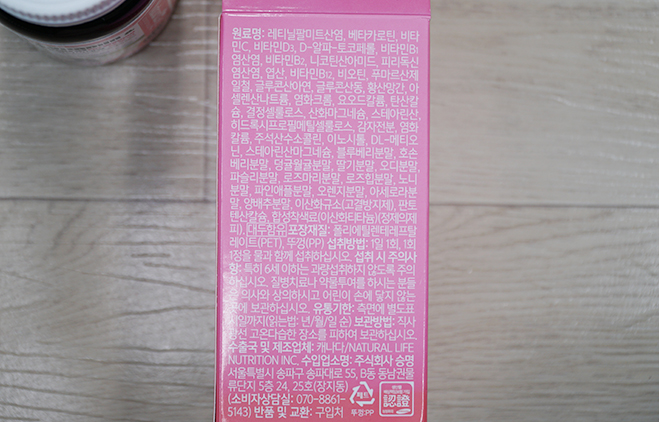 원료명: 레티닐팔미트산염, 베타카로틴, 비타
민C, 비타민D3, D-알파-토코페롤, 비타민B1
염산염, 비타민B2, 니코틴산아미드, 피리독신
염산염, 엽산, 비타민B12, 비오틴, 푸마르산제
일철, 글루콘산아연, 글루콘산동, 황산망간, 아
셀렌산나트륨, 염화크롬, 요오드칼륨, 탄산칼
슘, 결정셀룰로스, 산화마그네슘, 스테아린산,
히드록시프로필메틸셀룰로스, 감자전분, 염화
칼륨, 주석산수소콜린, 이노시톨, DL-메티오
닌, 스테아린산마그네슘, 블루베리분말, 호손
베리분말, 덩굴월귤분말, 딸기분말, 오디분말,
파슬리분말, 로즈마리분말, 로즈힙분말, 노니
분말, 파인애플분말, 오렌지분말, 아세로라분
말, 양배추분말, 이산화규소(고결방지제), 판토
텐산칼슘, 합성착색료(이산화티타늄)(정제의제
피), 대두함유 포장재질: 폴리에틸렌테레프탈
레이트(PET), 뚜껑(PP) 섭취방법: 1일 1회, 1회
1정을 물과 함께 섭취하십시오. 섭취 시 주의사
항: 특히 6세 이하는 과량섭취하지 않도록 주의
하십시오. 질병치료나 약물투여를 하시는 분들
의사와 상의하시고 어린이 손에 닿지 않는
곳에 보관하십시오. 유통기한: 측면에 별도표
일까지(읽는법: 년/월/일 순) 보관방법: 직사
광선 고온다습한 장소를 피하여 보관하십시오.
수출국 및 제조업체: 캐나다/NATURAL LIFE
NUTRITION INC. 수입업소명: 주식회사 승명
서울특별시 송파구 송파대로 55, B동 동남권물
류단지 5층 24, 25호(장지동)
(소비자상담실: 070-8861-
5143) 반품 및 교환: 구입처
페트
뚜껑:PP
認證